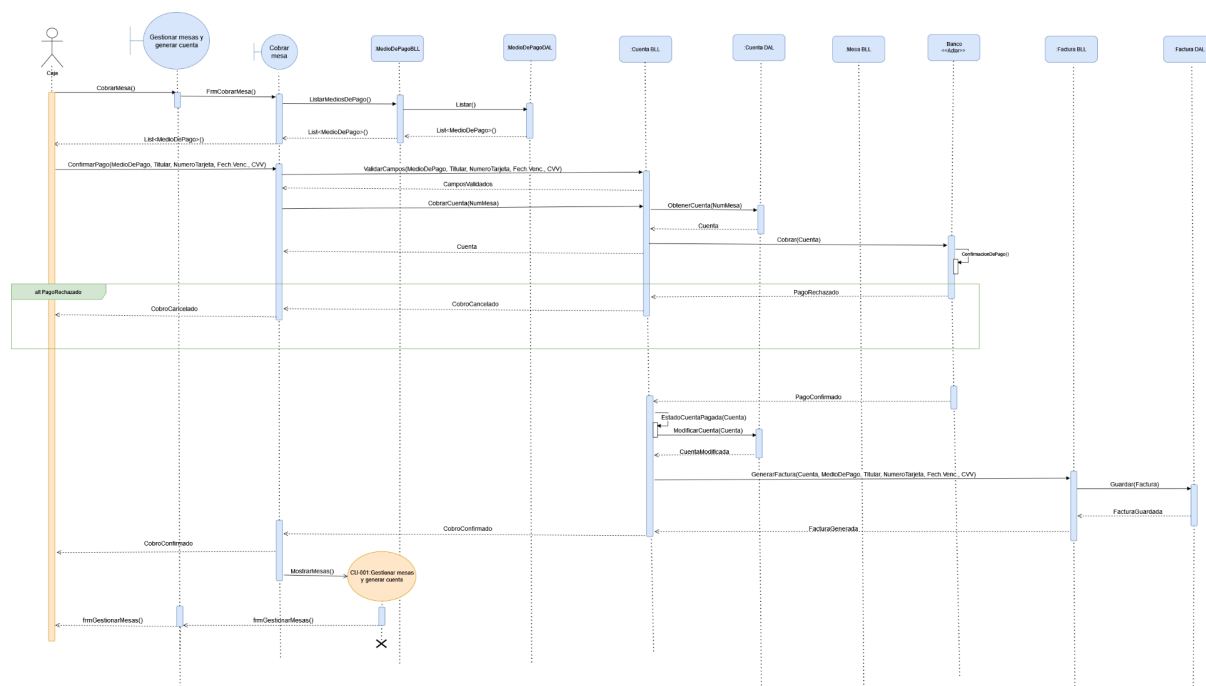 Gestionar mesas y
generar cuenta
Cobrar
mesa
:MedioDePagoBLL
:MedioDePagoDAL
:Cuenta BLL
:Cuenta DAL
:Mesa BLL
Banco
<<Actor>>
:Factura BLL
:Factura DAL
Caja
CobrarMesa()
FrmCobrarMesa()
ListarMediosDePago()
Listar()
List<MedioDePago>()
List<MedioDePago>()
List<MedioDePago>()
ConfirmarPago(MedioDePago, Titular, NumeroTarjeta, Fech.Venc., CVV)
ValidarCampos(MedioDePago, Titular, NumeroTarjeta, Fech.Venc., CVV)
CamposValidados
CobrarCuenta(NumMesa)
ObtenerCuenta(NumMesa)
Cuenta
Cobrar(Cuenta)
Cuenta
ConfirmacionDePago()
alt PagoRechazado
PagoRechazado
CobroCancelado
CobroCancelado
PagoConfirmado
EstadoCuentaPagada(Cuenta)
ModificarCuenta(Cuenta)
CuentaModificada
GenerarFactura(Cuenta, MedioDePago, Titular, NumeroTarjeta, Fech.Venc., CVV)
Guardar(Factura)
FacturaGuardada
FacturaGenerada
CobroConfirmado
CobroConfirmado
MostrarMesas()
CU-001:Gestionar mesas
y generar cuenta
frmGestionarMesas()
frmGestionarMesas()